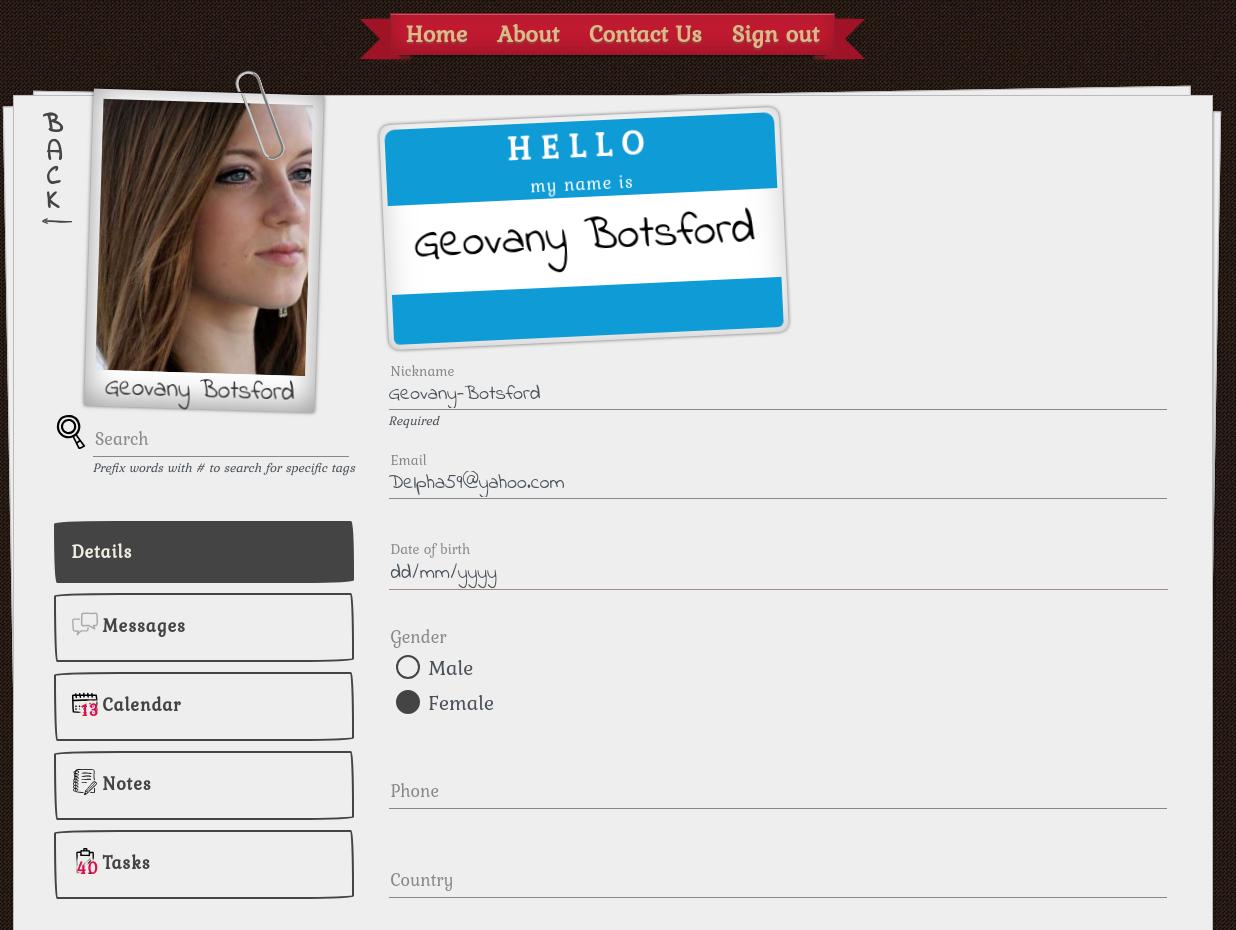 Home About Contact Us Sign out
BACK
Geovany Botsford
HELLO
my name is
Geovany Botsford
Search
Prefix words with # to search for specific tags
Details
Messages
13 Calendar
Notes
40 Tasks
Nickname
Geovany-Botsford
Required
Email
Delpha59@yahoo.com
Date of birth
dd/mm/yyyy
Gender
Male
Female
Phone
Country